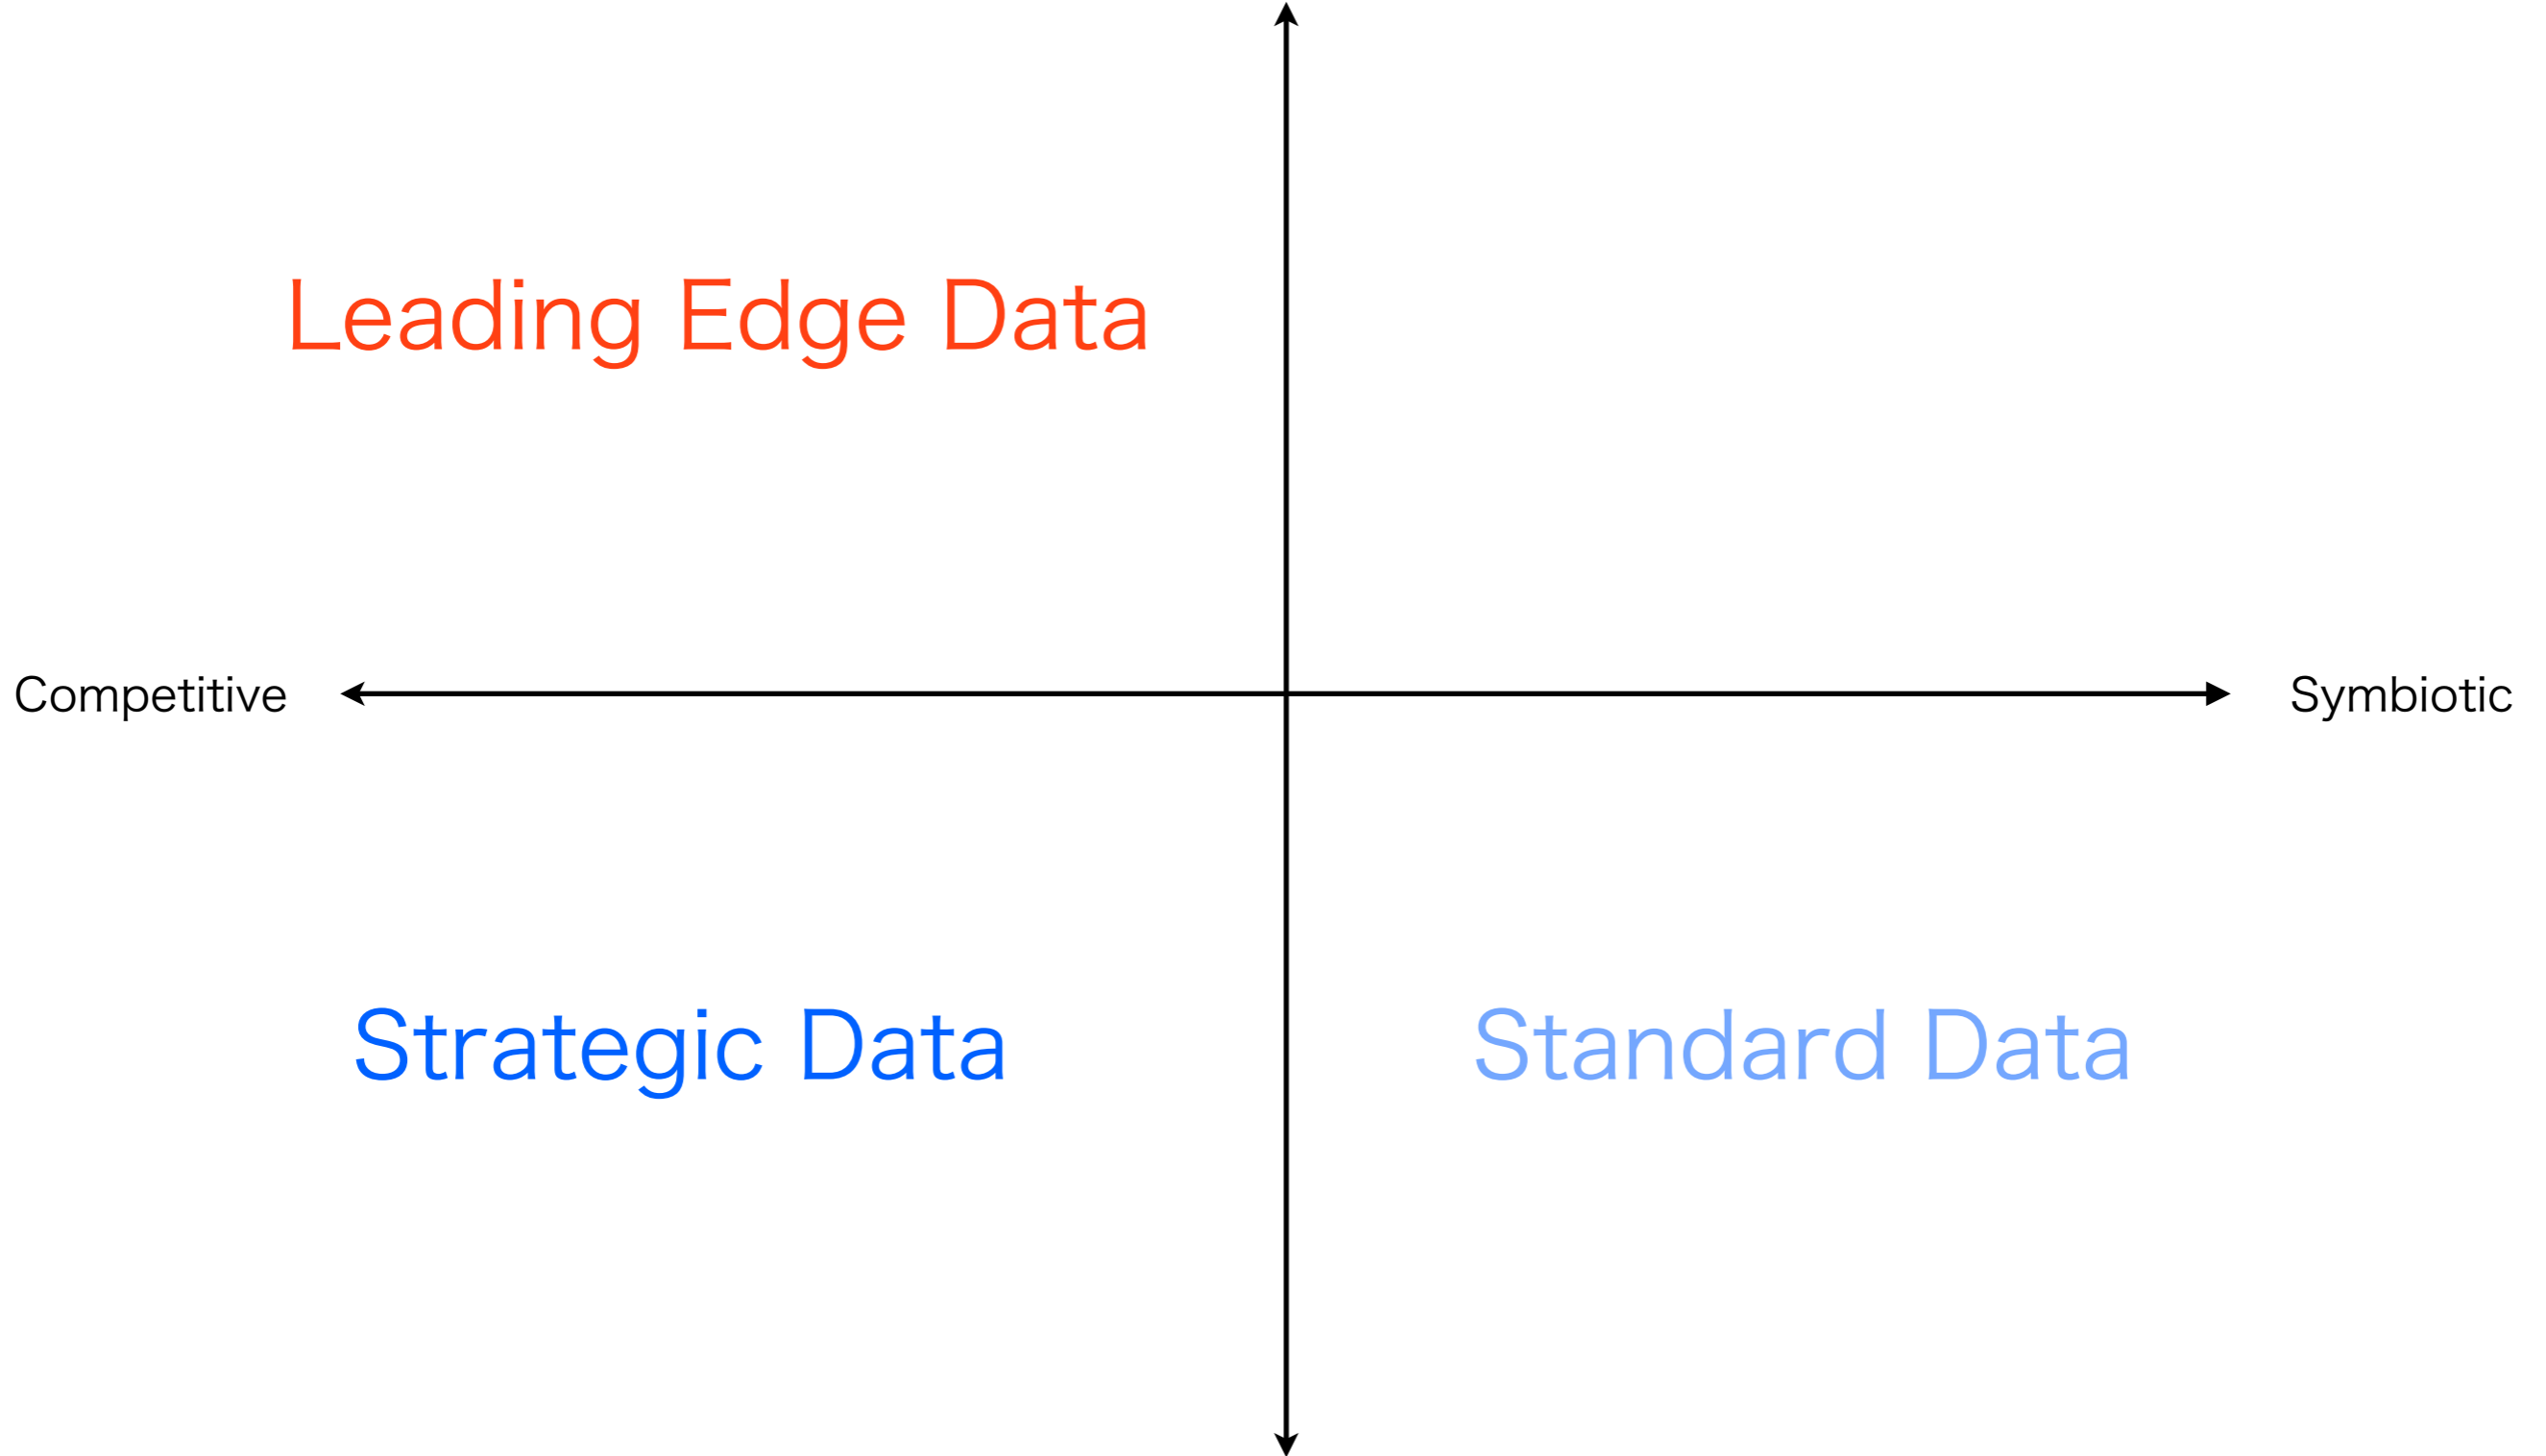 Leading Edge Data
Competitive
Symbiotic
Strategic Data
Standard Data